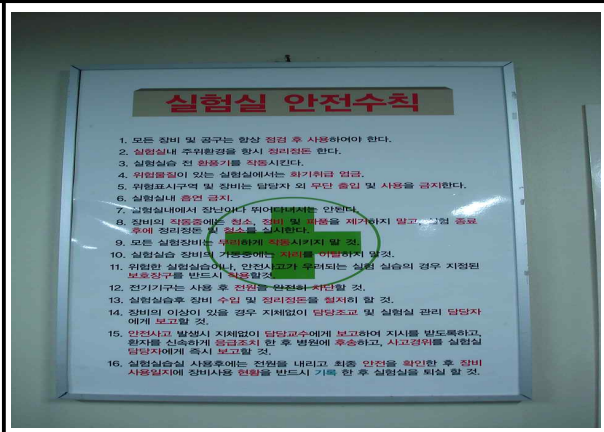 실험실 안전수칙
1. 모든 장비 및 공구는 항상 점검 후 사용하여야 한다.
2. 실험실내 주위환경을 항시 정리정돈 한다.
3. 실험실습 전 환풍기를 작동시킨다.
4. 위험물질이 있는 실험실에서는 화기취급 엄금.
5. 위험표시구역 및 장비는 담당자 외 무단 출입 및 사용을 금지한다.
6. 실험실내 흡연 금지.
7. 실험실내에서 장난이나 뛰어다녀서는 안된다.
8. 장비의 작동중에는 청소, 정비 및 파품을 제거하지 말고 실험 종료
후에 정리정돈 및 청소를 실시한다.
9. 모든 실험장비는 무리하게 작동시키지 말 것.
10. 실험실습 장비의 가동중에는 자리를 이탈하지 말것.
11. 위험한 실험실습이나, 안전사고가 우려되는 실험 실습의 경우 지정된
보호장구를 반드시 착용할것.
12. 전기기구는 사용 후 전원을 안전히 차단할 것.
13. 실험실습후 장비 수입 및 정리정돈을 철저히 할 것.
14. 장비의 이상이 있을 경우 지체없이 담당조교 및 실험실 관리 담당자
에게 보고할 것.
15. 안전사고 발생시 지체없이 담당교수에게 보고하여 지시를 받도록하고,
환자를 신속하게 응급조치 한 후 병원에 후송하고, 사고경위를 실험실
담당자에게 즉시 보고할 것.
16. 실험실습실 사용후에는 전원을 내리고 최종 안전을 확인한 후 장비
사용일지에 장비사용 현황을 반드시 기록 한 후 실험실을 퇴실 할 것.